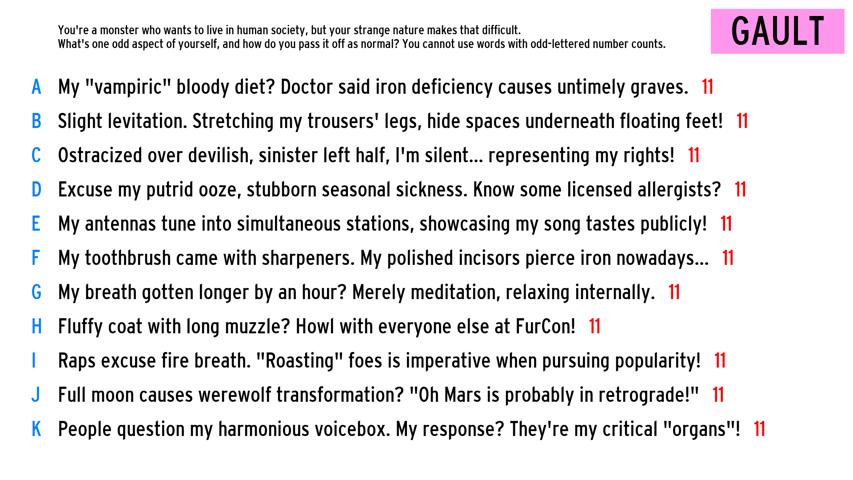 You're a monster who wants to live in human society, but your strange nature makes that difficult.
What's one odd aspect of yourself, and how do you pass it off as normal? You cannot use words with odd-lettered number counts.
GAULT
A My "vampiric" bloody diet? Doctor said iron deficiency causes untimely graves. 11
B Slight levitation. Stretching my trousers' legs, hide spaces underneath floating feet! 11
C Ostracized over devilish, sinister left half, I'm silent... representing my rights! 11
D Excuse my putrid ooze, stubborn seasonal sickness. Know some licensed allergists? 11
E My antennas tune into simultaneous stations, showcasing my song tastes publicly! 11
F My toothbrush came with sharpeners. My polished incisors pierce iron nowadays... 11
G My breath gotten longer by an hour? Merely meditation, relaxing internally. 11
H Fluffy coat with long muzzle? Howl with everyone else at FurCon! 11
I Raps excuse fire breath. "Roasting" foes is imperative when pursuing popularity! 11
J Full moon causes werewolf transformation? "Oh Mars is probably in retrograde!" 11
K People question my harmonious voicebox. My response? They're my critical "organs"! 11